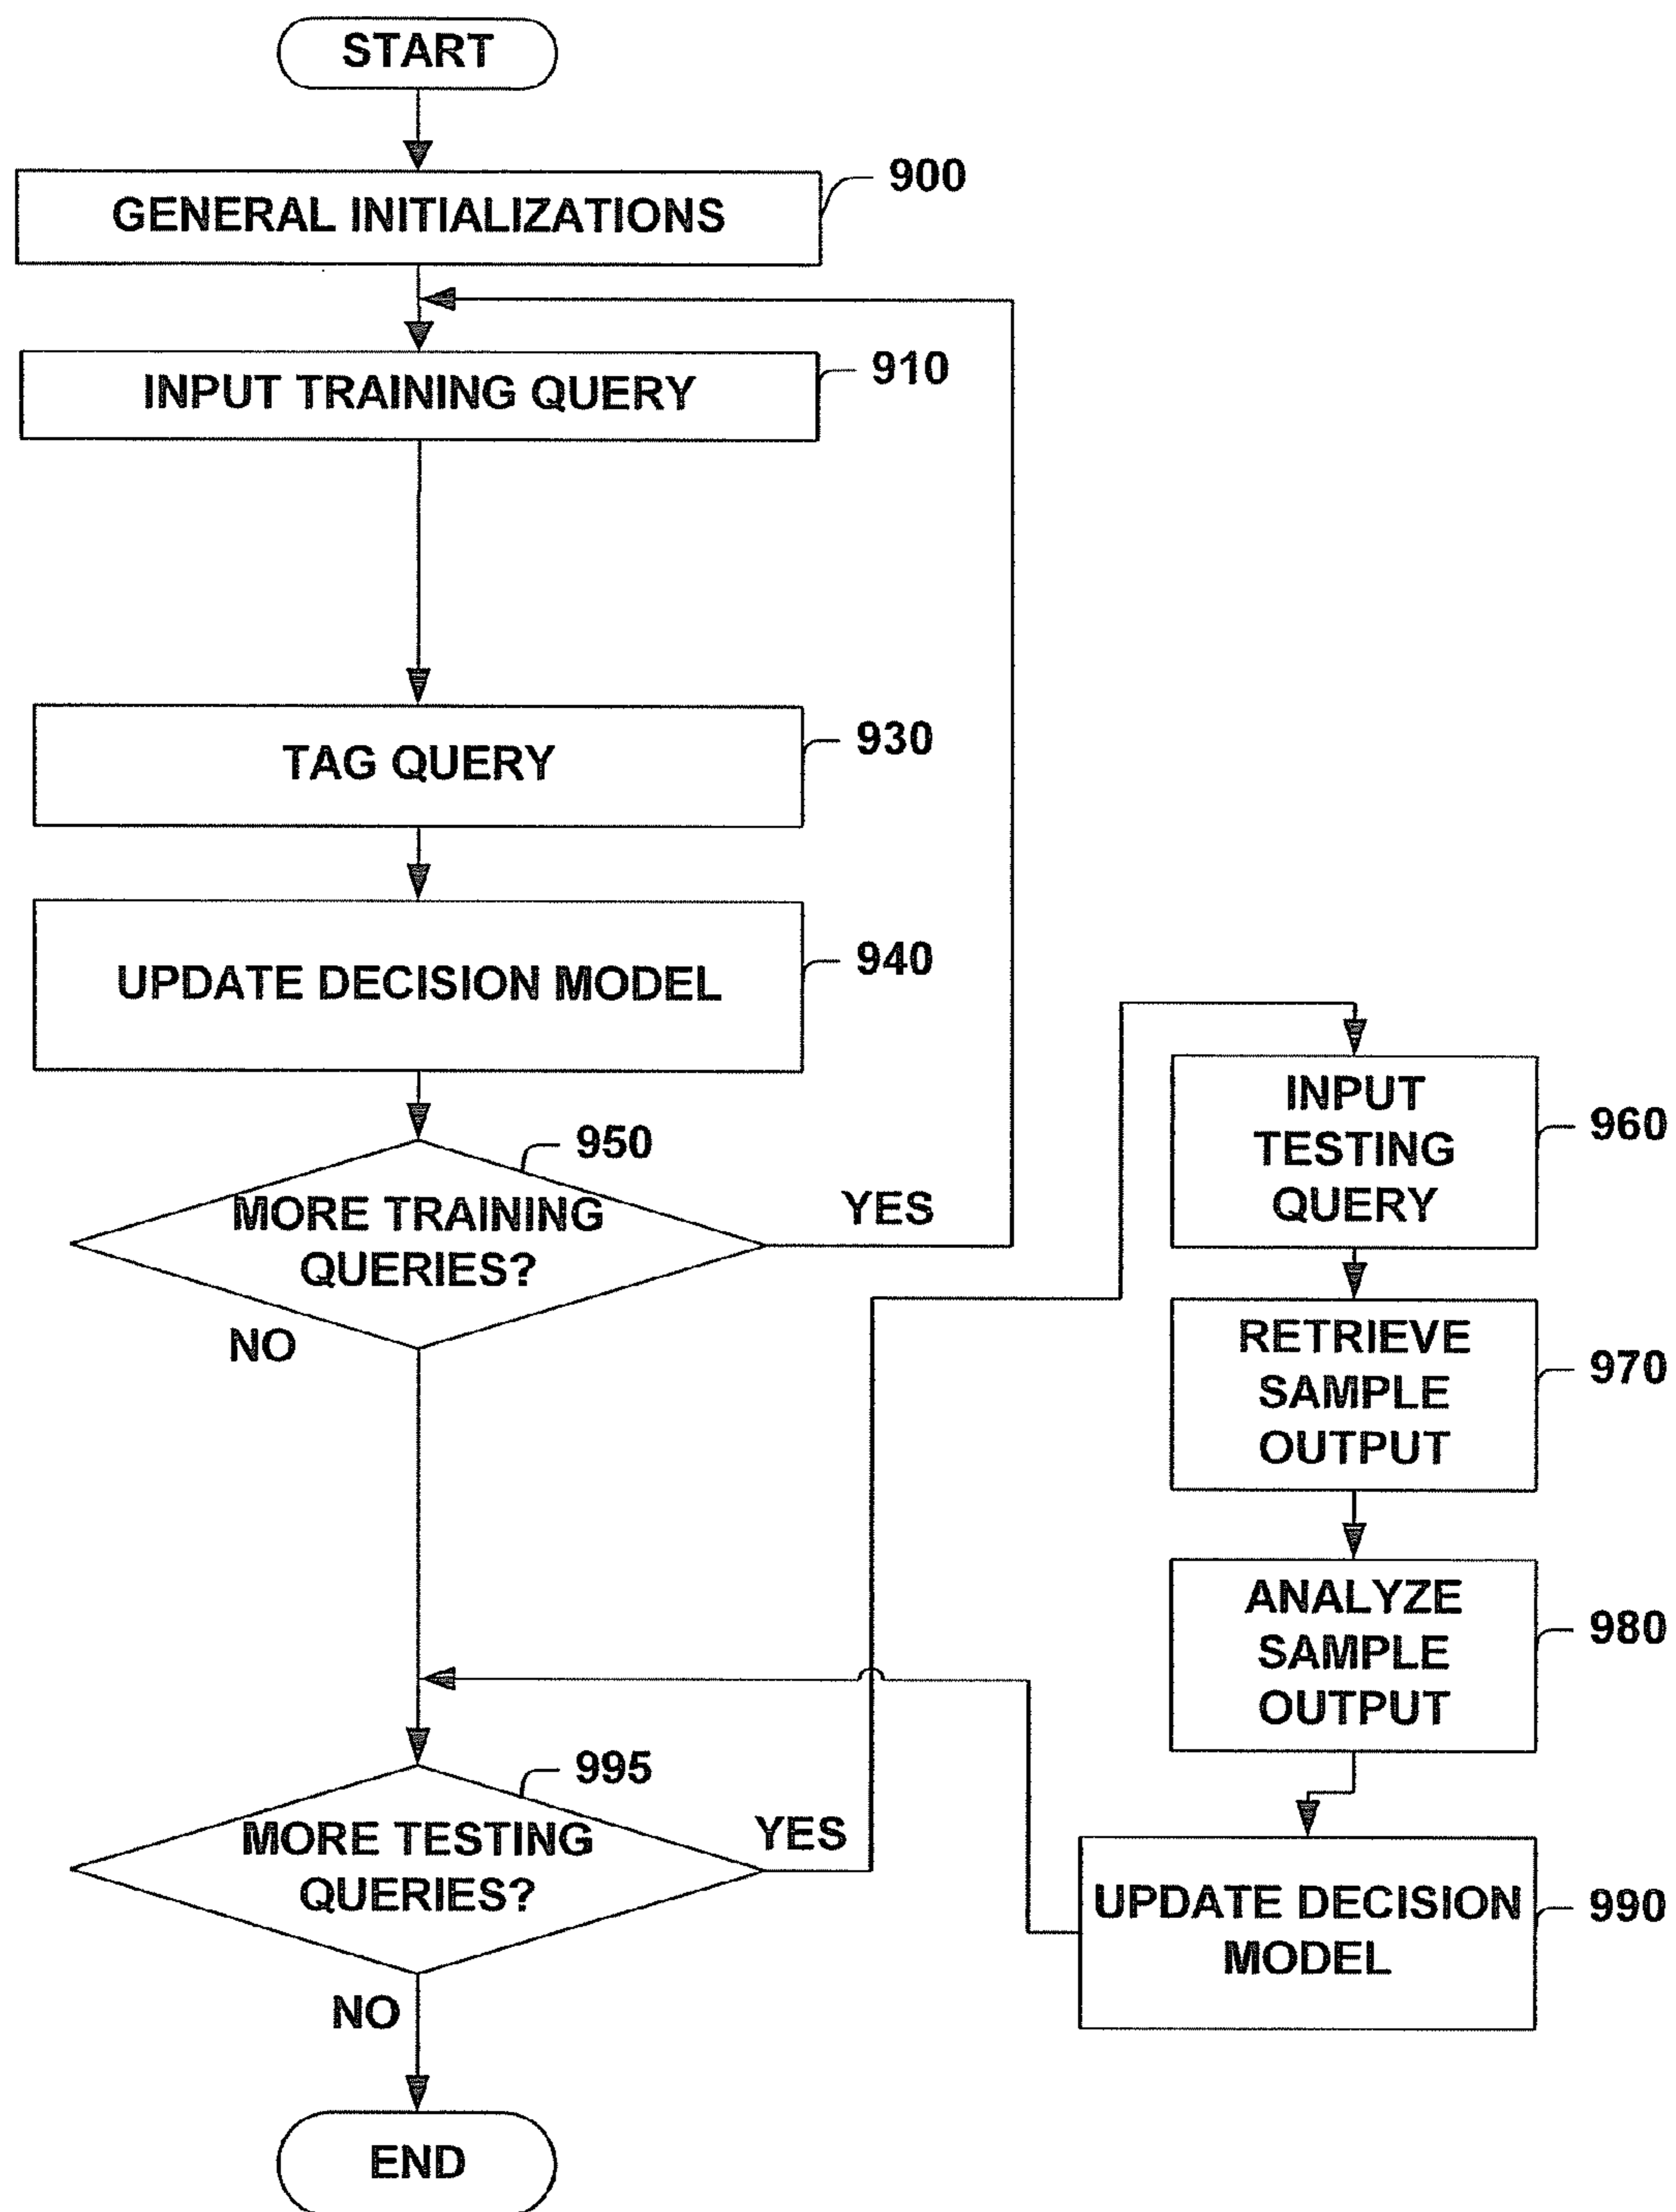 START
GENERAL INITIALIZATIONS
900
INPUT TRAINING QUERY
910
TAG QUERY
930
UPDATE DECISION MODEL
940
950
MORE TRAINING
QUERIES?
YES
NO
995
MORE TESTING
QUERIES?
YES
NO
END
INPUT
TESTING
QUERY
960
RETRIEVE
SAMPLE
OUTPUT
970
ANALYZE
SAMPLE
OUTPUT
980
UPDATE DECISION
MODEL
990